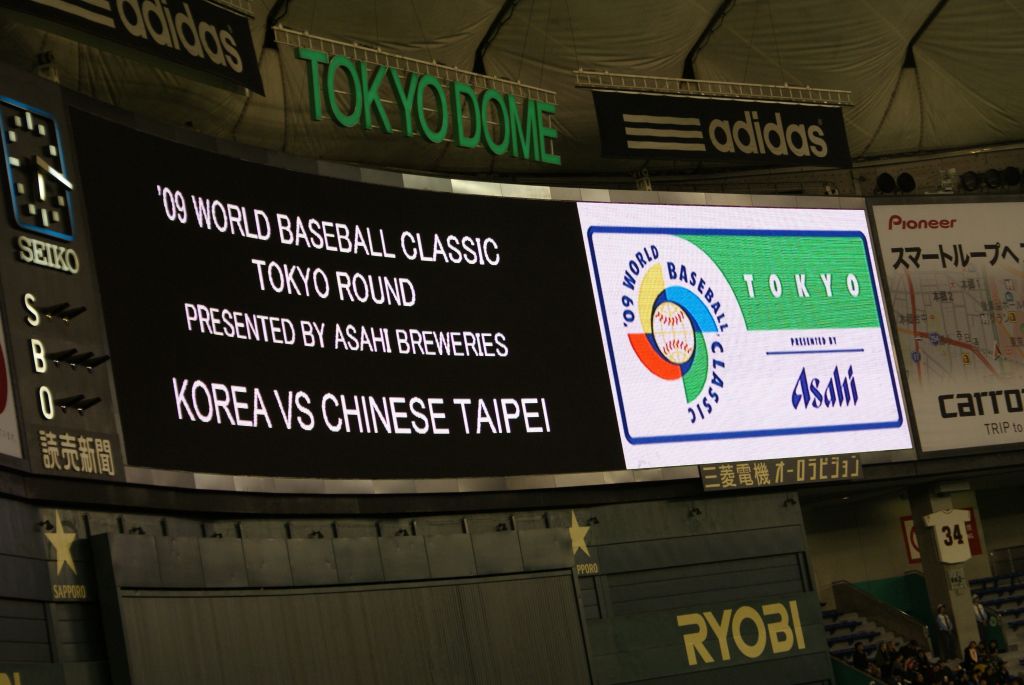 adidas
TOKYO DOME
adidas
SEIKO
S
B
O
読売新聞
'09 WORLD BASEBALL CLASSIC
TOKYO ROUND
PRESENTED BY ASAHI BREWERIES
KOREA VS CHINESE TAIPEI
'09 WORLD BASEBALL CLASSIC
TOKYO
PRESENTED BY
Asahi
三菱電機 オーロラビジョン
Pioneer
スマートループへ
TRIP to
SAPPORO
PPORO
RYOBI
34